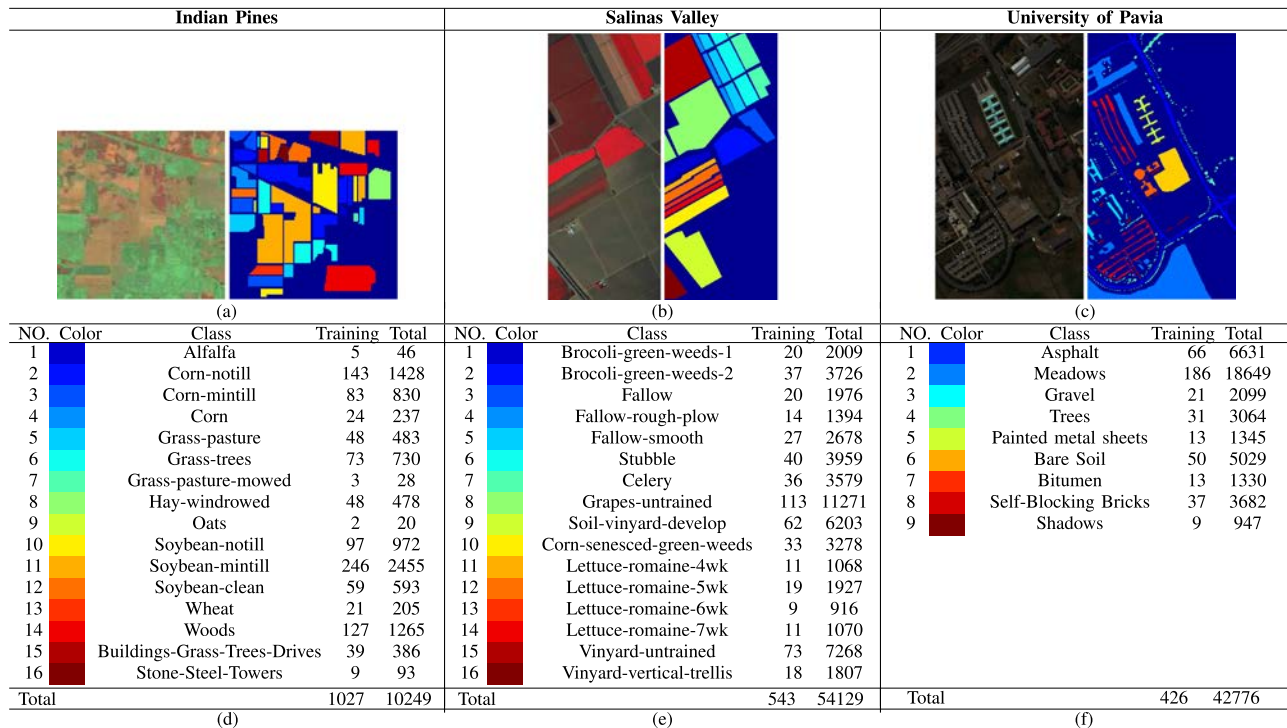 Indian Pines
Salinas Valley
University of Pavia
(a)
(b)
(c)
NO. Color Class Training Total
1 Alfalfa 5 46
2 Corn-notill 143 1428
3 Corn-mintill 83 830
4 Corn 24 237
5 Grass-pasture 48 483
6 Grass-trees 73 730
7 Grass-pasture-mowed 3 28
8 Hay-windrowed 48 478
9 Oats 2 20
10 Soybean-notill 97 972
11 Soybean-mintill 246 2455
12 Soybean-clean 59 593
13 Wheat 21 205
14 Woods 127 1265
15 Buildings-Grass-Trees-Drives 39 386
16 Stone-Steel-Towers 9 93
Total 1027 10249
(d)
NO. Color Class Training Total
1 Brocoli-green-weeds-1 20 2009
2 Brocoli-green-weeds-2 37 3726
3 Fallow 20 1976
4 Fallow-rough-plow 14 1394
5 Fallow-smooth 27 2678
6 Stubble 40 3959
7 Celery 36 3579
8 Grapes-untrained 113 11271
9 Soil-vinyard-develop 62 6203
10 Corn-senesced-green-weeds 33 3278
11 Lettuce-romaine-4wk 11 1068
12 Lettuce-romaine-5wk 19 1927
13 Lettuce-romaine-6wk 9 916
14 Lettuce-romaine-7wk 11 1070
15 Vinyard-untrained 73 7268
16 Vinyard-vertical-trellis 18 1807
Total 543 54129
(e)
NO. Color Class Training Total
1 Asphalt 66 6631
2 Meadows 186 18649
3 Gravel 21 2099
4 Trees 31 3064
5 Painted metal sheets 13 1345
6 Bare Soil 50 5029
7 Bitumen 13 1330
8 Self-Blocking Bricks 37 3682
9 Shadows 9 947
Total 426 42776
(f)